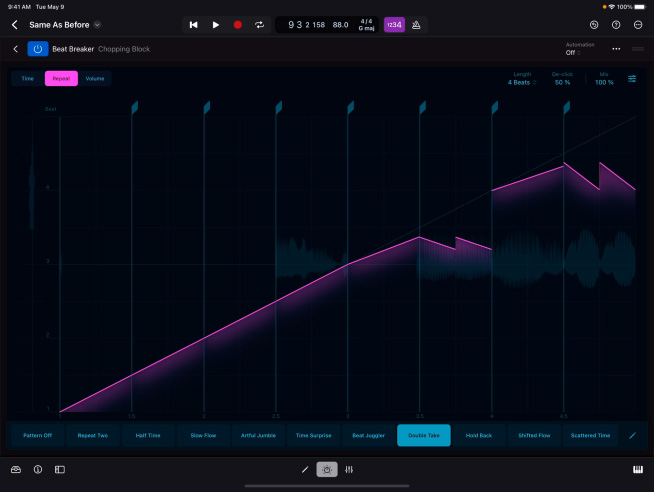 9:41 AM Tue May 9
100%
Same As Before
9 3 2 158 88.0 4/4 G maj
1234
Beat Breaker Chopping Block
Automation
Off
Time Repeat Volume
Length De-click Mix
4 Beats 50 % 100 %
Beat
4
3
2
1
1 1.5 2 2.5 3 3.5 4 4.5
Pattern Off Repeat Two Half Time Slow Flow Artful Jumble Time Surprise Beat Juggler Double Take Hold Back Shifted Flow Scattered Time